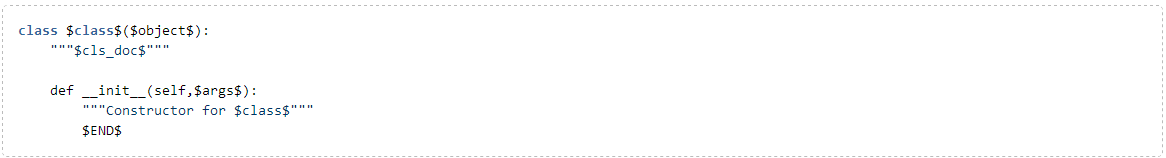 class $class$($object$):
    """$cls_doc$"""
    def __init__(self,$args$):
        """Constructor for $class$"""
        $END$